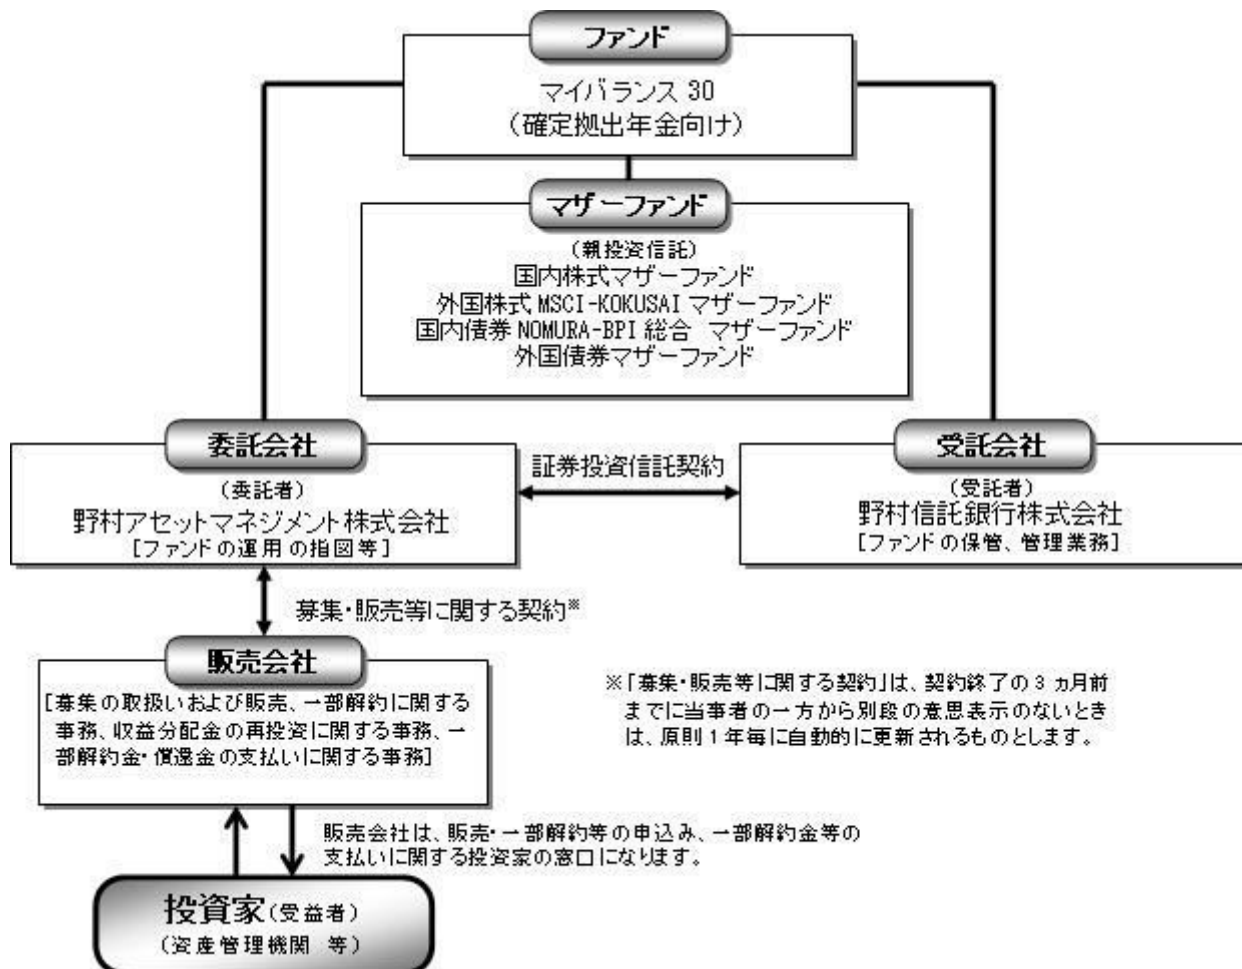 ファンド
マイバランス 30
（確定拠出年金向け）
マザーファンド
（親投資信託）
国内株式マザーファンド
外国株式 MSCI-KOKUSAI マザーファンド
国内債券 NOMURA-BPI 総合　マザーファンド
外国債券マザーファンド
委託会社
（委託者）
野村アセットマネジメント株式会社
[ファンドの運用の指図等]
証券投資信託契約
受託会社
（受託者）
野村信託銀行株式会社
[ファンドの保管、管理業務]
募集・販売等に関する契約※
販売会社
[募集の取扱いおよび販売、一部解約に関する
事務、収益分配金の再投資に関する事務、一
部解約金・償還金の支払いに関する事務]
※「募集・販売等に関する契約」は、契約終了の３ヵ月前
までに当事者の一方から別段の意思表示のないとき
は、原則１年毎に自動的に更新されるものとします。
販売会社は、販売・一部解約等の申込み、一部解約金等の
支払いに関する投資家の窓口になります。
投資家（受益者）
（資産管理機関　等）